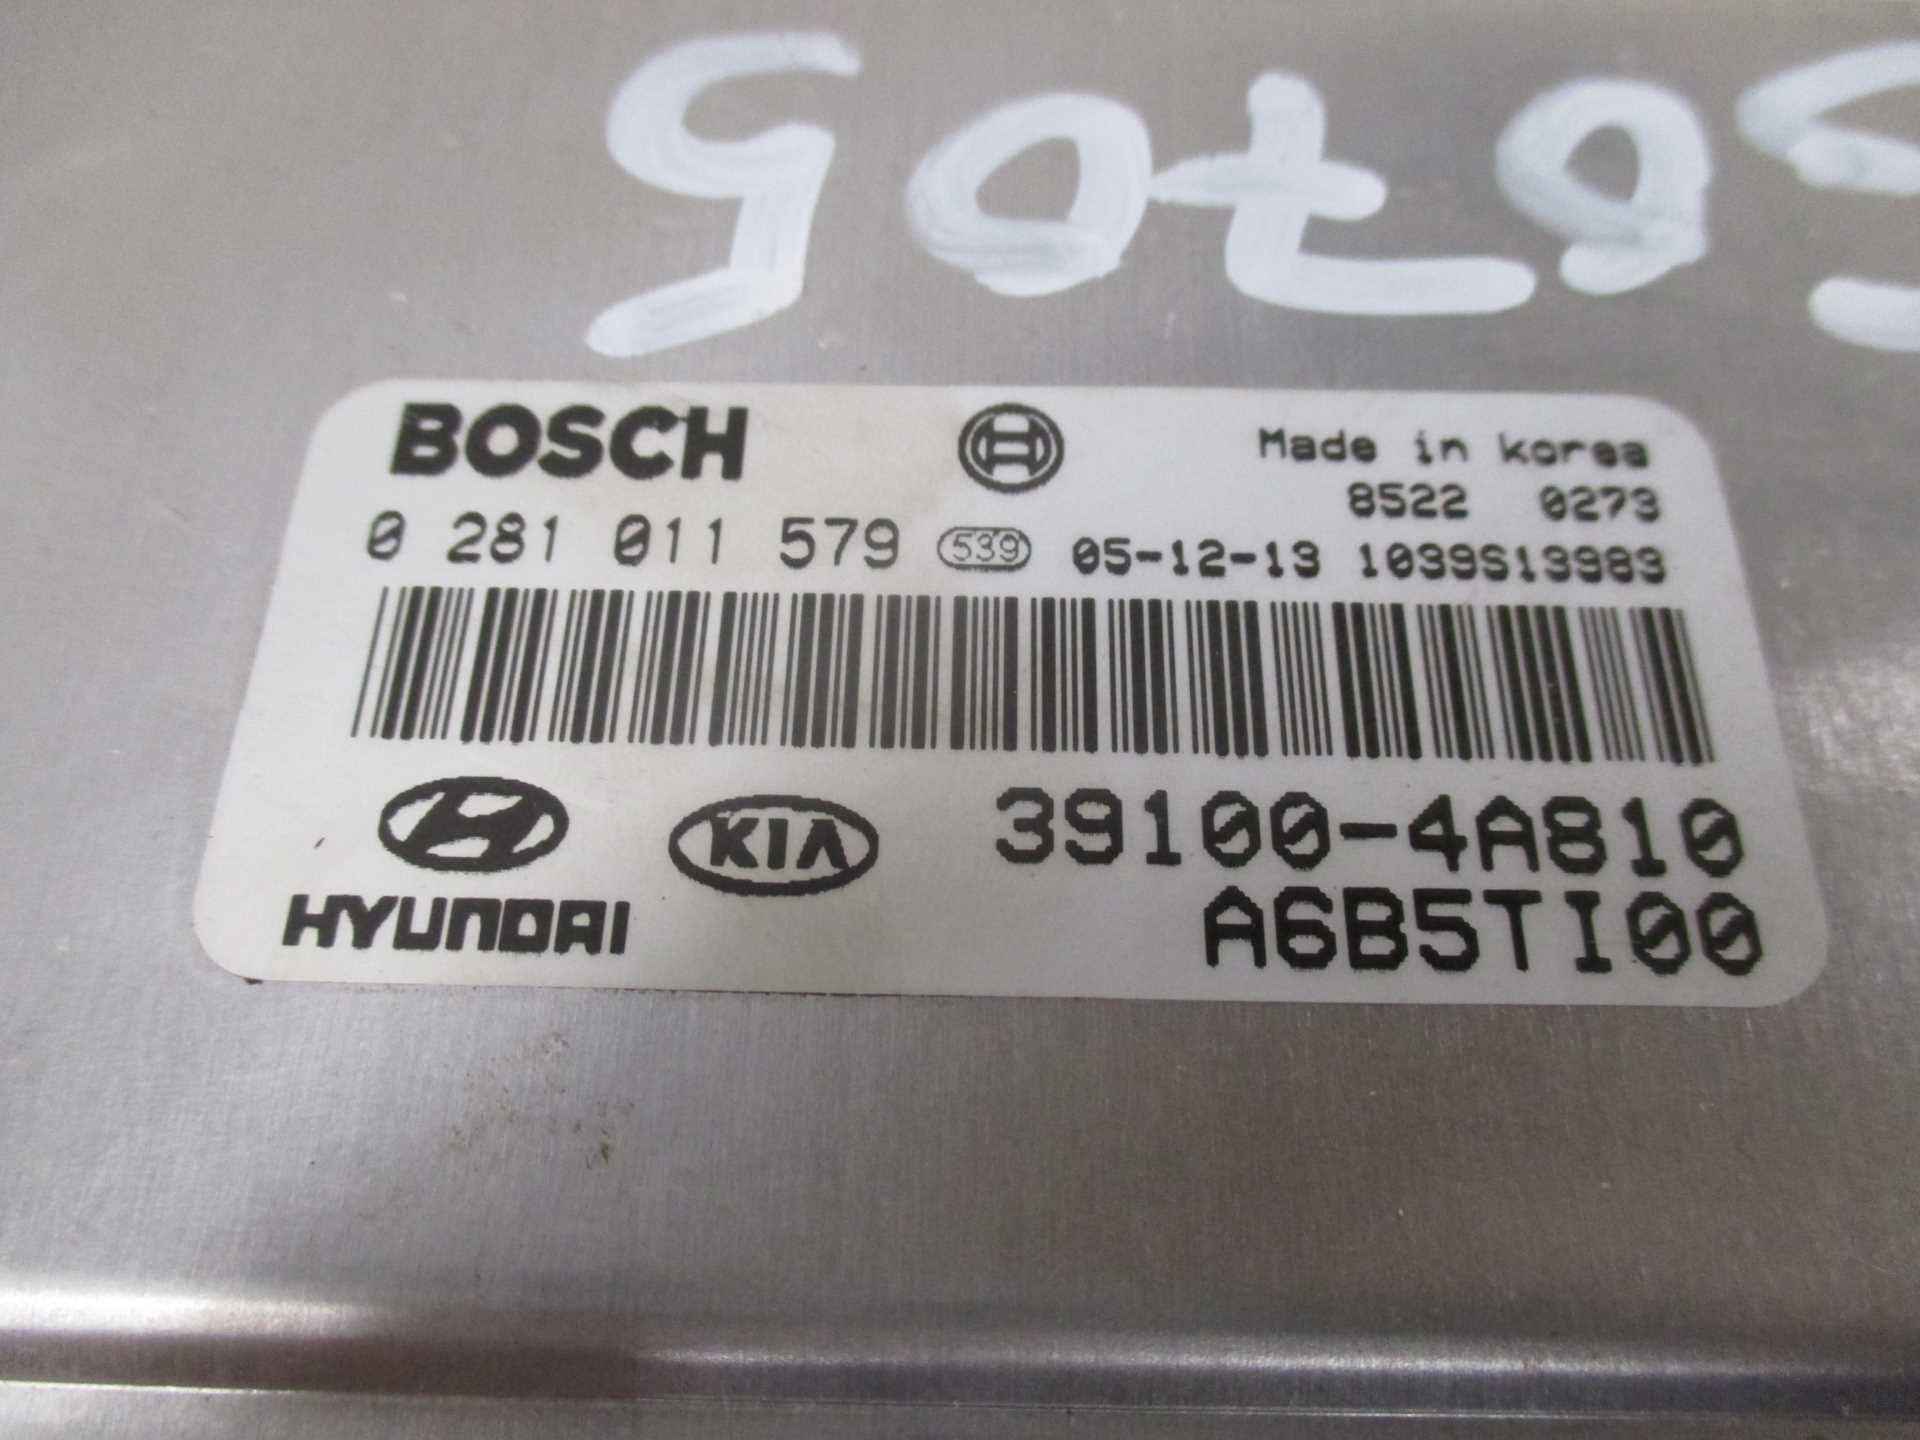 BOSCH
Made in korea
8522 0273
0 281 011 579 539 05-12-13 1039S13983
HYUNDAI KIA 39100-4A810
A6B5TI00